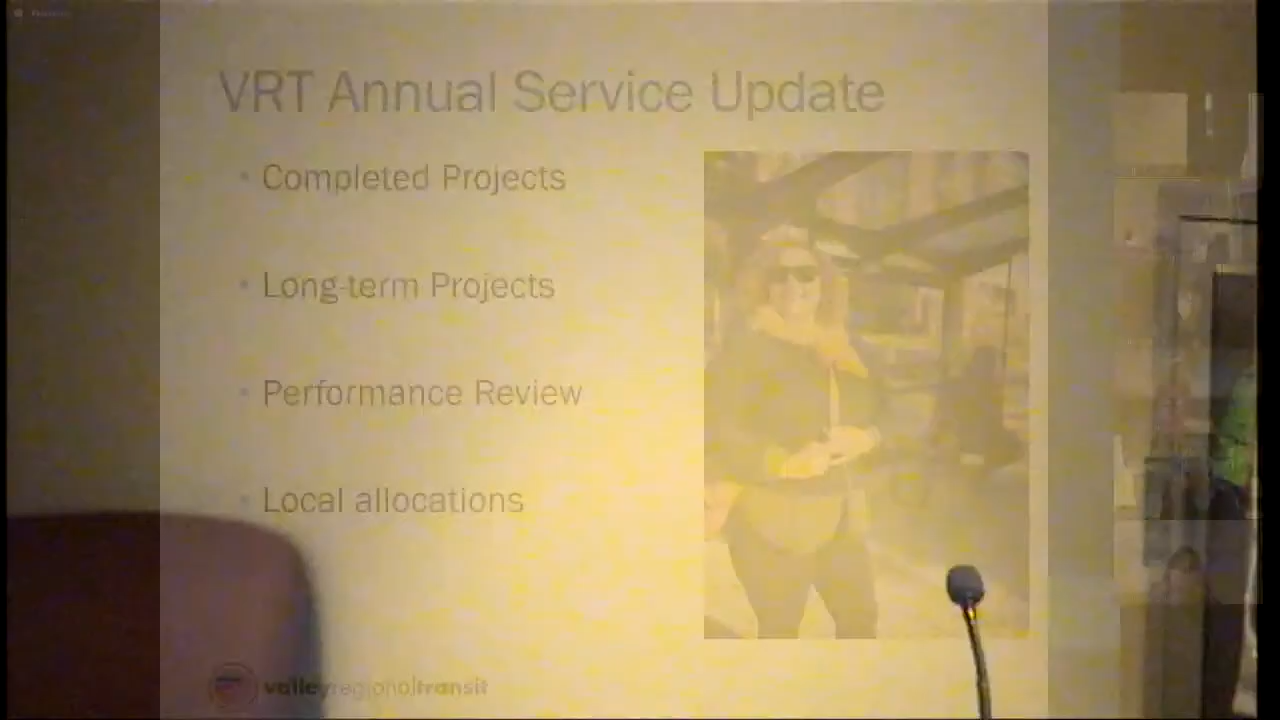 VRT Annual Service Update
• Completed Projects
• Long-term Projects
• Performance Review
• Local allocations
valleyregionaltransit